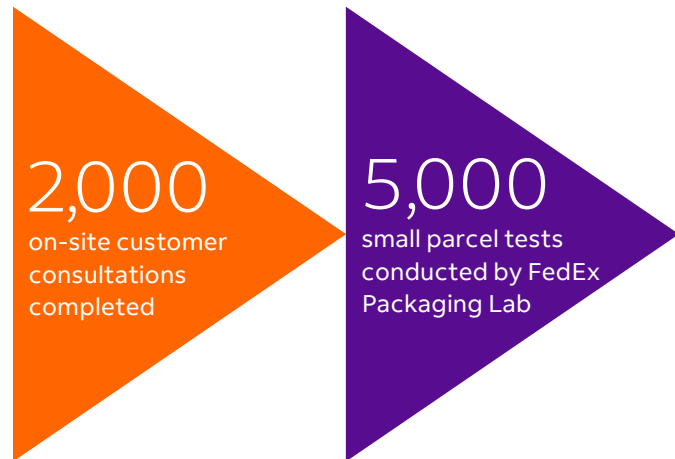 2,000
on-site customer
consultations
completed
5,000
small parcel tests
conducted by FedEx
Packaging Lab